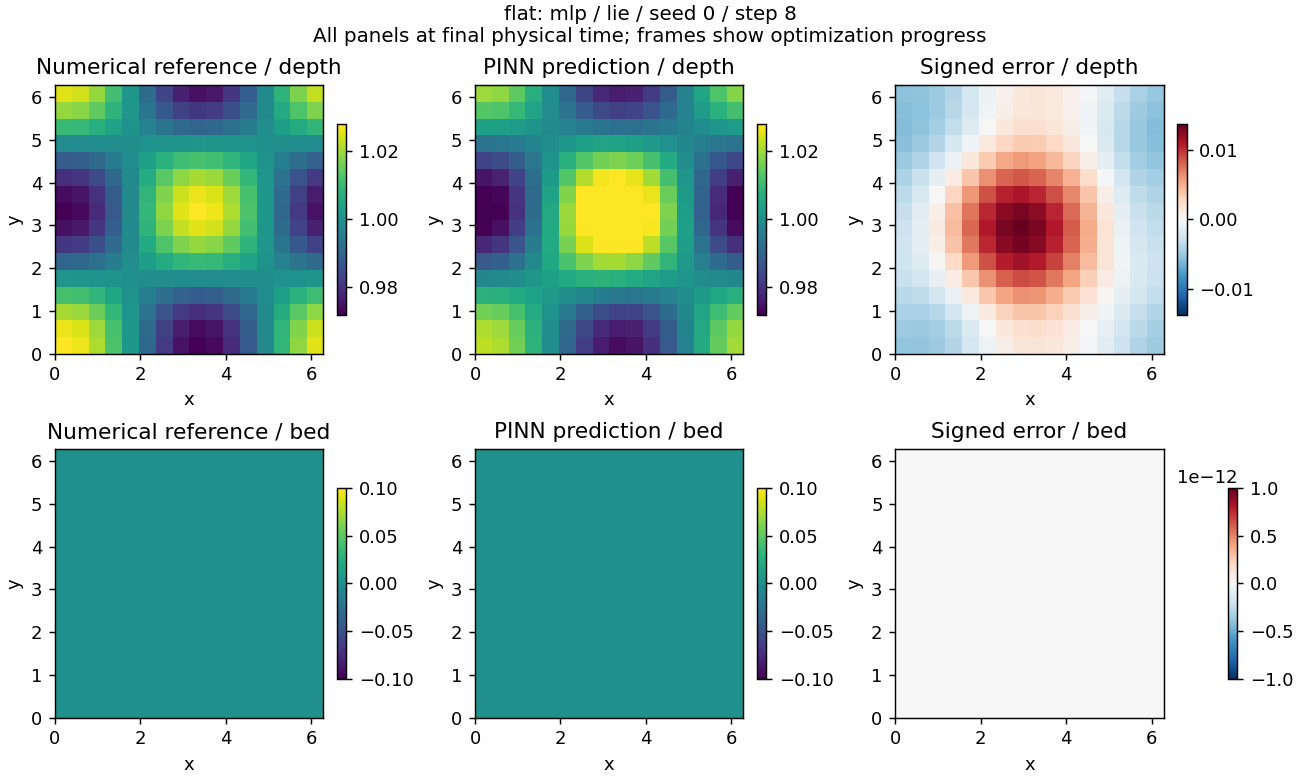 flat: mlp / lie / seed 0 / step 8
All panels at final physical time; frames show optimization progress
Numerical reference / depth
PINN prediction / depth
Signed error / depth
6
5
4
3
2
1
0
y
0 2 4 6
x
1.02
1.00
0.98
6
5
4
3
2
1
0
y
0 2 4 6
x
1.02
1.00
0.98
6
5
4
3
2
1
0
y
0 2 4 6
x
0.01
0.00
−0.01
Numerical reference / bed
PINN prediction / bed
Signed error / bed
6
5
4
3
2
1
0
y
0 2 4 6
x
0.10
0.05
0.00
−0.05
−0.10
6
5
4
3
2
1
0
y
0 2 4 6
x
0.10
0.05
0.00
−0.05
−0.10
6
5
4
3
2
1
0
y
0 2 4 6
x
1e−12
1.0
0.5
0.0
−0.5
−1.0